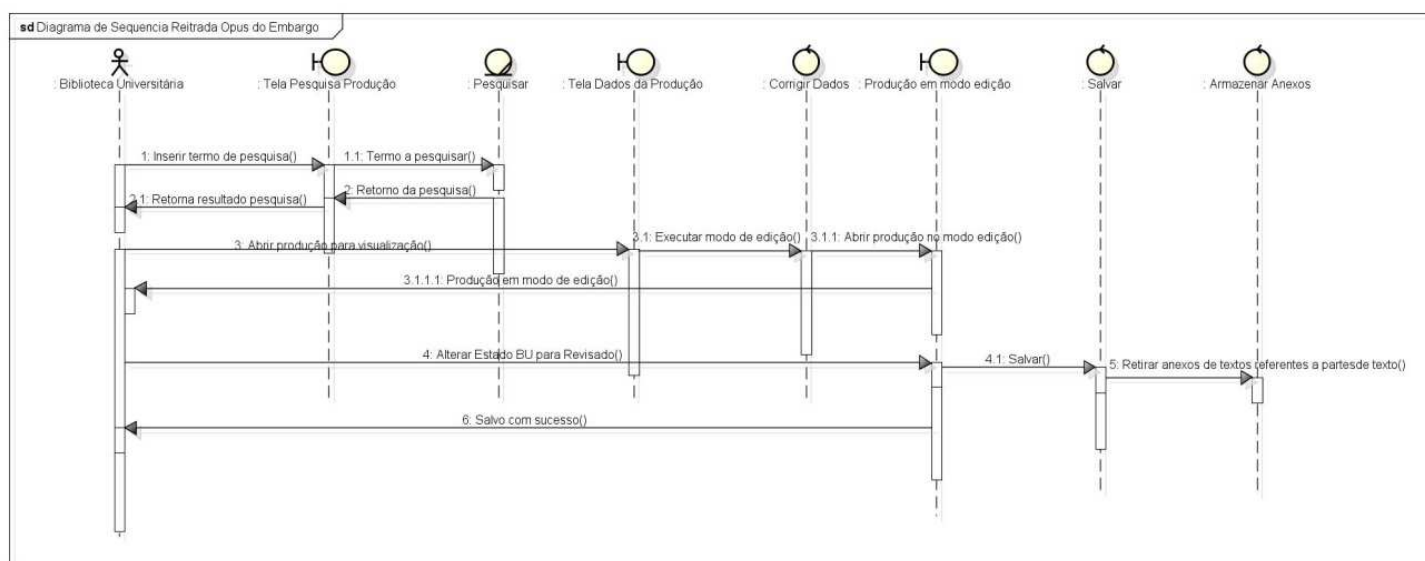 sd Diagrama de Sequencia Reitrada Opus do Embargo
: Biblioteca Universitária
: Tela Pesquisa Produção
: Pesquisar
: Tela Dados da Produção
: Corrigir Dados
: Produção em modo edição
: Salvar
: Armazenar Anexos
1: Inserir termo de pesquisa()
1.1: Termo a pesquisar()
2: Retorno da pesquisa()
2.1: Retorna resultado pesquisa()
3: Abrir produção para visualização()
3.1: Executar modo de edição()
3.1.1: Abrir produção no modo edição()
3.1.1.1: Produção em modo de edição()
4: Alterar Estado BU para Revisado()
4.1: Salvar()
5: Retirar anexos de textos referentes a partesde texto()
6: Salvo com sucesso()